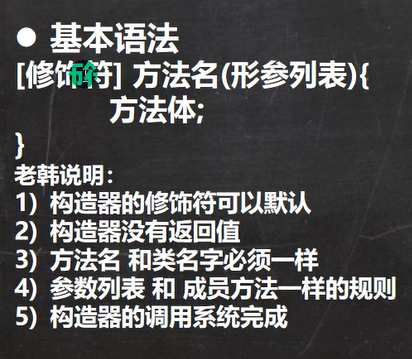 ● 基本语法
[修饰符] 方法名(形参列表){
方法体;
}
老韩说明：
1) 构造器的修饰符可以默认
2) 构造器没有返回值
3) 方法名 和类名字必须一样
4) 参数列表 和 成员方法一样的规则
5) 构造器的调用系统完成